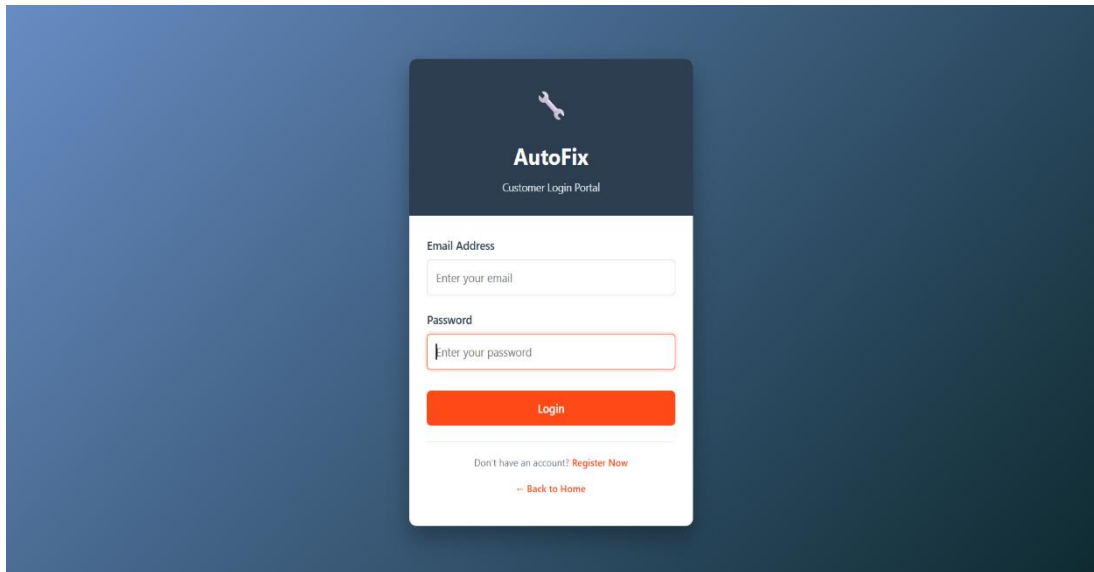 AutoFix
Customer Login Portal
Email Address
Enter your email
Password
Enter your password
Login
Don't have an account? Register Now
← Back to Home